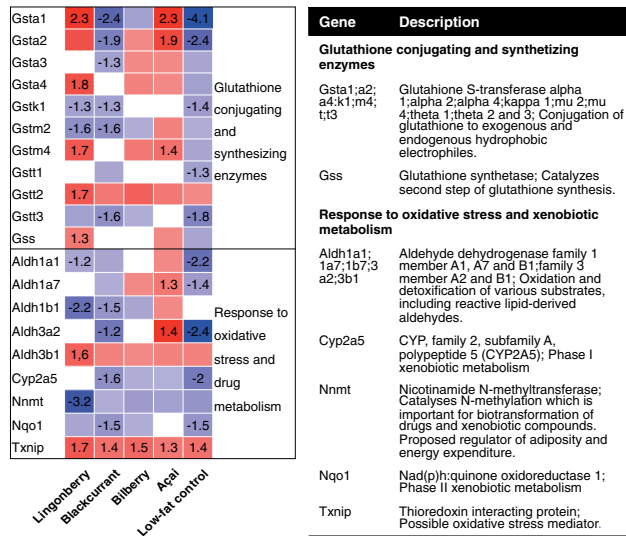 Gsta1 2.3 -2.4 2.3 -4.1
Gsta2 -1.9 1.9 -2.4
Gsta3 -1.3
Gsta4 1.8
Gstk1 -1.3 -1.3 -1.4
Gstm2 -1.6 -1.6
Gstm4 1.7 1.4
Gstt1 -1.3
Gstt2 1.7
Gstt3 -1.6 -1.8
Gss 1.3
Glutathione
conjugating
and
synthesizing
enzymes
Aldh1a1 -1.2 -2.2
Aldh1a7 1.3 -1.4
Aldh1b1 -2.2 -1.5
Aldh3a2 -1.2 1.4 -2.4
Aldh3b1 1,6
Cyp2a5 -1.6 -2
Nnmt -3.2
Nqo1 -1.5 -1.5
Txnip 1.7 1.4 1.5 1.3 1.4
Response to
oxidative
stress and
drug
metabolism
Lingonberry
Blackcurrant
Bilberry
Açai
Low-fat control
Gene Description
Glutathione conjugating and synthetizing
enzymes
Gsta1;a2; Glutathione S-transferase alpha
a4:k1;m4; 1;alpha 2;alpha 4;kappa 1;mu 2;mu
t;t3 4;theta 1;theta 2 and 3; Conjugation of
glutathione to exogenous and
endogenous hydrophobic
electrophiles.
Gss Glutathione synthetase; Catalyzes
second step of glutathione synthesis.
Response to oxidative stress and xenobiotic
metabolism
Aldh1a1; Aldehyde dehydrogenase family 1
1a7;1b7;3 member A1, A7 and B1;family 3
a2;3b1 member A2 and B1; Oxidation and
detoxification of various substrates,
including reactive lipid-derived
aldehydes.
Cyp2a5 CYP, family 2, subfamily A,
polypeptide 5 (CYP2A5); Phase I
xenobiotic metabolism
Nnmt Nicotinamide N-methyltransferase;
Catalyses N-methylation which is
important for biotransformation of
drugs and xenobiotic compounds.
Proposed regulator of adiposity and
energy expenditure.
Nqo1 Nad(p)h:quinone oxidoreductase 1;
Phase II xenobiotic metabolism
Txnip Thioredoxin interacting protein;
Possible oxidative stress mediator.